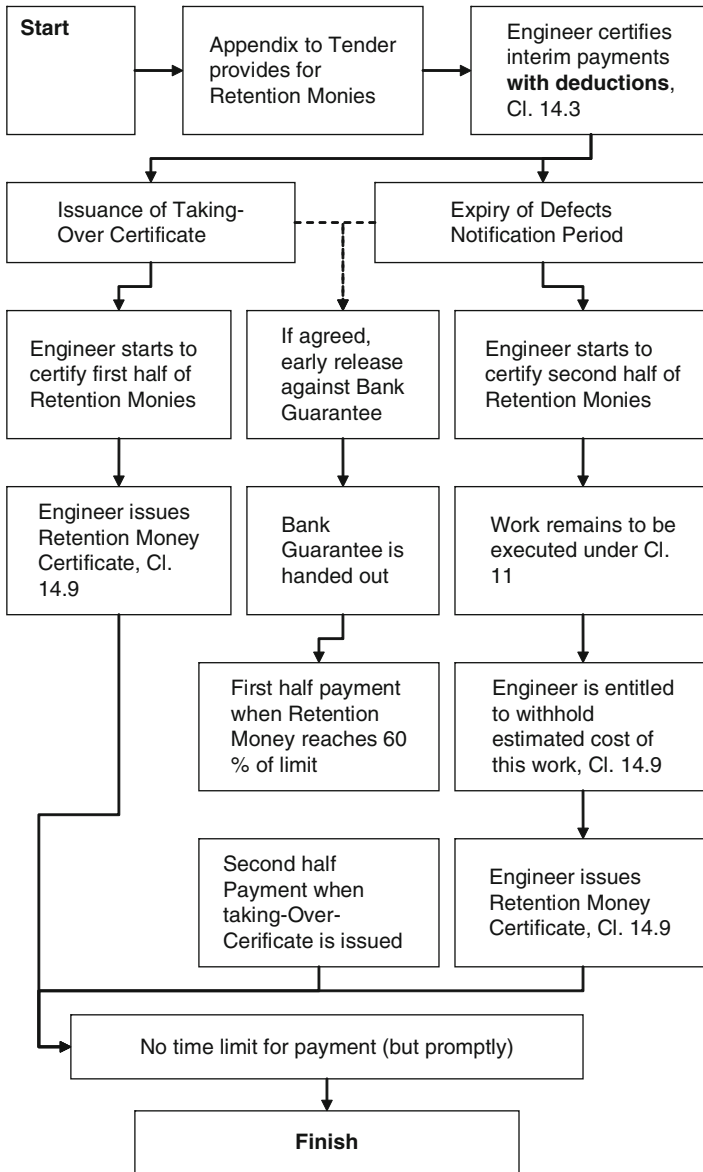 Start
Appendix to Tender
provides for
Retention Monies
Engineer certifies
interim payments
with deductions,
Cl. 14.3
Issuance of Taking-
Over Certificate
Expiry of Defects
Notification Period
Engineer starts to
certify first half of
Retention Monies
If agreed,
early release
against Bank
Guarantee
Engineer starts to
certify second half of
Retention Monies
Engineer issues
Retention Money
Certificate, Cl.
14.9
Bank
Guarantee is
handed out
Work remains to be
executed under Cl.
11
First half payment
when Retention
Money reaches 60
% of limit
Engineer is entitled
to withhold
estimated cost of
this work, Cl. 14.9
Second half
Payment when
taking-Over-
Cerificate is issued
Engineer issues
Retention Money
Certificate, Cl. 14.9
No time limit for payment (but promptly)
Finish